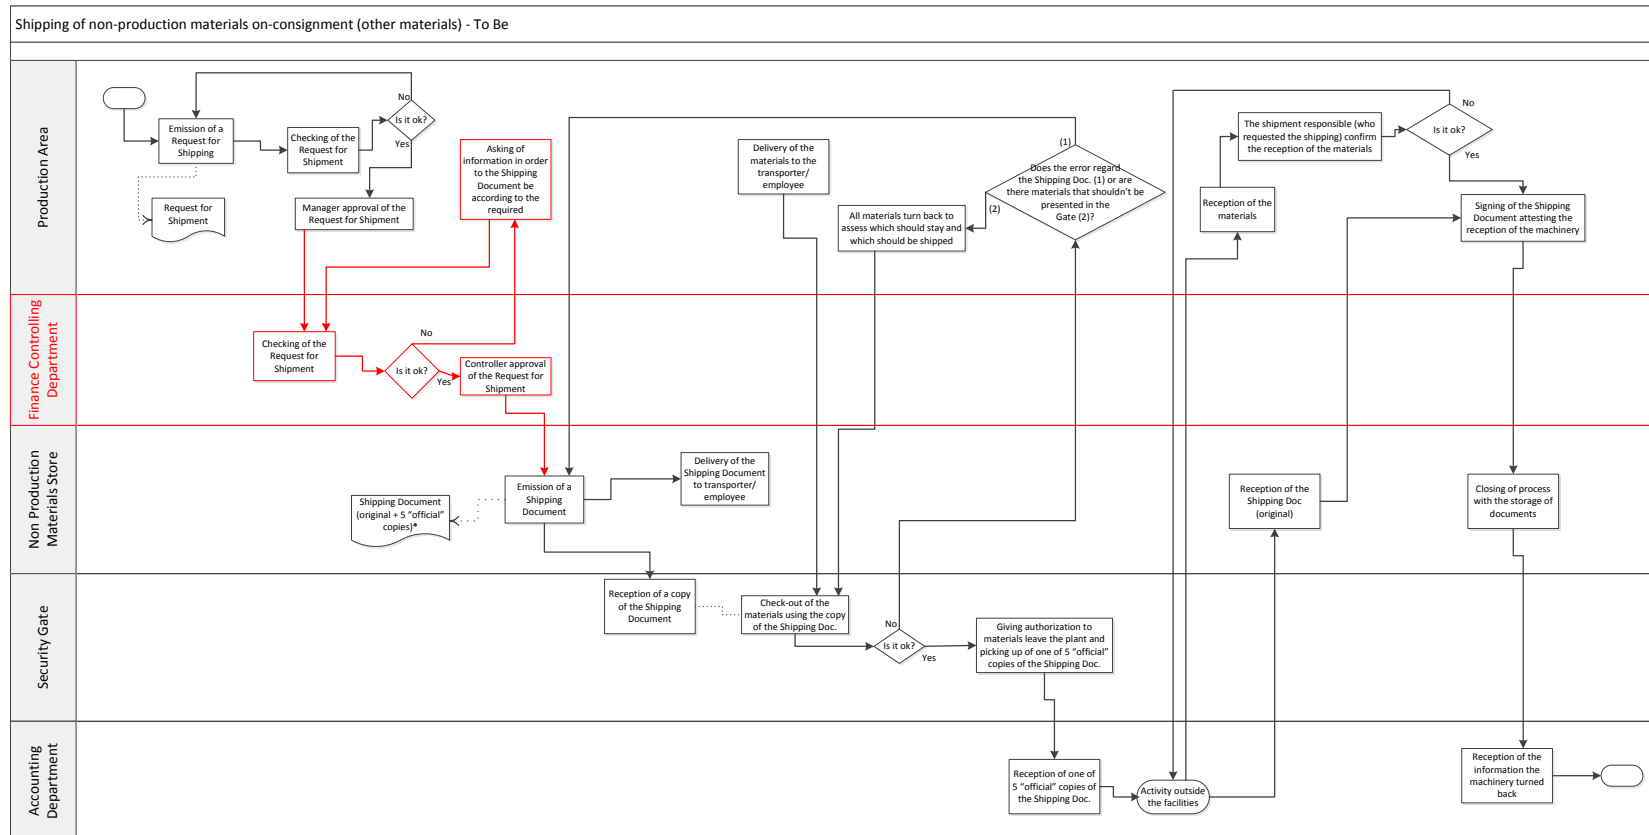 Shipping of non-production materials on-consignment (other materials) - To Be
Production Area
Emission of a
Request for
Shipping
Request for
Shipment
Checking of the
Request for
Shipment
No
Is it ok?
Yes
Manager approval of the
Request for Shipment
Asking of
information in order
to the Shipping
Document be
according to the
required
Delivery of the
materials to the
transporter/
employee
All materials turn back to
assess which should stay and
which should be shipped
(1)
Does the error regard
the Shipping Doc. (1) or are
there materials that shouldn't be
presented in the
Gate (2)?
(2)
Reception of the
materials
The shipment responsible (who
requested the shipping) confirm
the reception of the materials
No
Is it ok?
Yes
Signing of the Shipping
Document attesting the
reception of the machinery
Finance Controlling
Department
Checking of the
Request for
Shipment
No
Is it ok?
Yes
Controller approval
of the Request for
Shipment
Non Production
Materials Store
Shipping Document
(original + 5 “official”
copies)*
Emission of a
Shipping
Document
Delivery of the
Shipping Document
to transporter/
employee
Reception of the
Shipping Doc
(original)
Closing of process
with the storage of
documents
Security Gate
Reception of a copy
of the Shipping
Document
Check-out of the
materials using the copy
of the Shipping Doc.
No
Is it ok?
Yes
Giving authorization to
materials leave the plant and
picking up of one of 5 “official”
copies of the Shipping Doc.
Accounting
Department
Reception of one of
5 “official” copies of
the Shipping Doc.
Activity outside
the facilities
Reception of the
information the
machinery turned
back